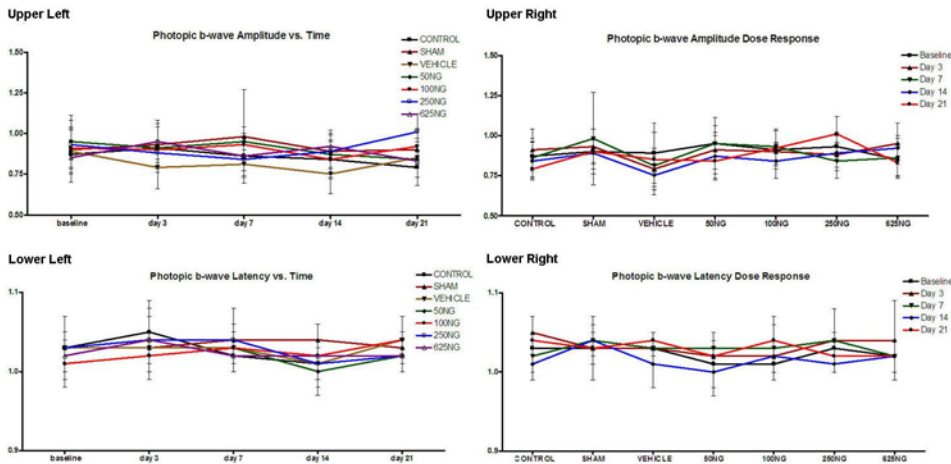 Upper Left
Photopic b-wave Amplitude vs. Time
CONTROL
SHAM
VEHICLE
50NG
100NG
250NG
625NG
1.50
1.25
1.00
0.75
0.50
baseline
day 3
day 7
day 14
day 21
Upper Right
Photopic b-wave Amplitude Dose Response
Baseline
Day 3
Day 7
Day 14
Day 21
1.50
1.25
1.00
0.75
0.50
CONTROL
SHAM
VEHICLE
50NG
100NG
250NG
625NG
Lower Left
Photopic b-wave Latency vs. Time
CONTROL
SHAM
VEHICLE
50NG
100NG
250NG
625NG
1.1
1.0
0.9
baseline
day 3
day 7
day 14
day 21
Lower Right
Photopic b-wave Latency Dose Response
Baseline
Day 3
Day 7
Day 14
Day 21
1.1
1.0
0.9
CONTROL
SHAM
VEHICLE
50NG
100NG
250NG
625NG